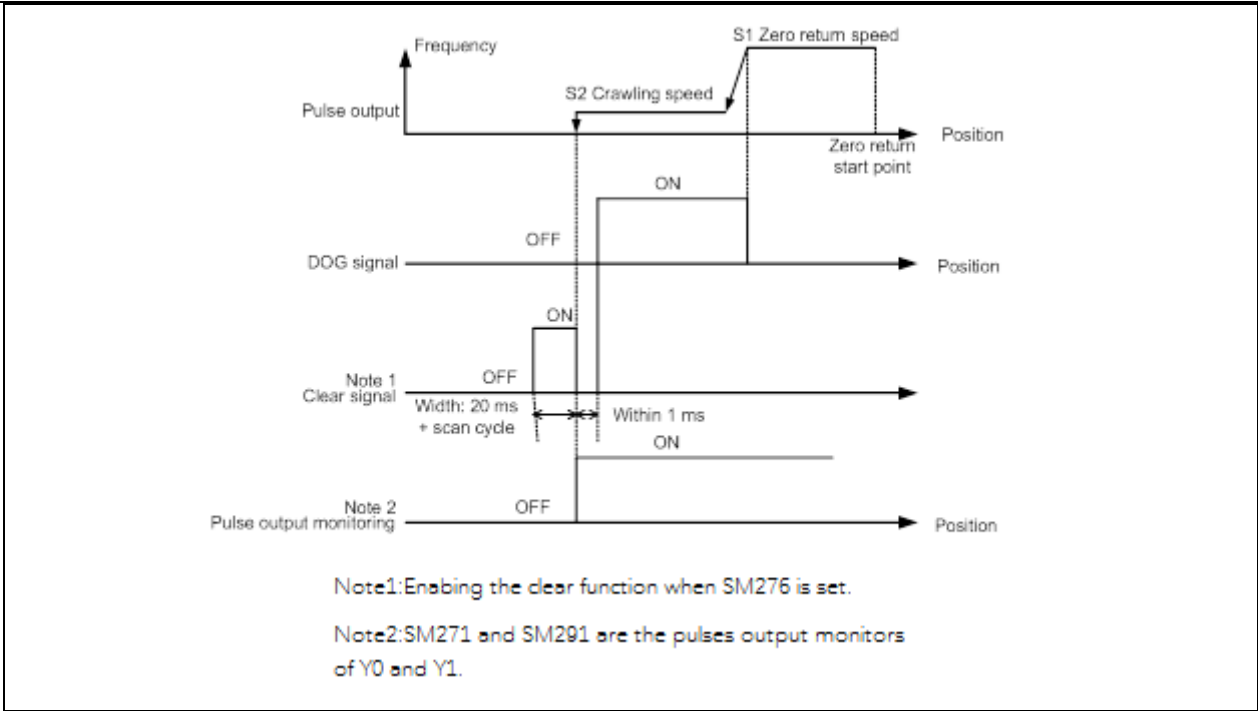 Frequency
S1 Zero return speed
S2 Crawling speed
Pulse output
Position
Zero return
start point
ON
OFF
DOG signal
Position
ON
OFF
Note 1
Clear signal
Width: 20 ms
+ scan cycle
Within 1 ms
ON
OFF
Note 2
Pulse output monitoring
Position
Note1:Enabing the clear function when SM276 is set.
Note2:SM271 and SM291 are the pulses output monitors
of Y0 and Y1.